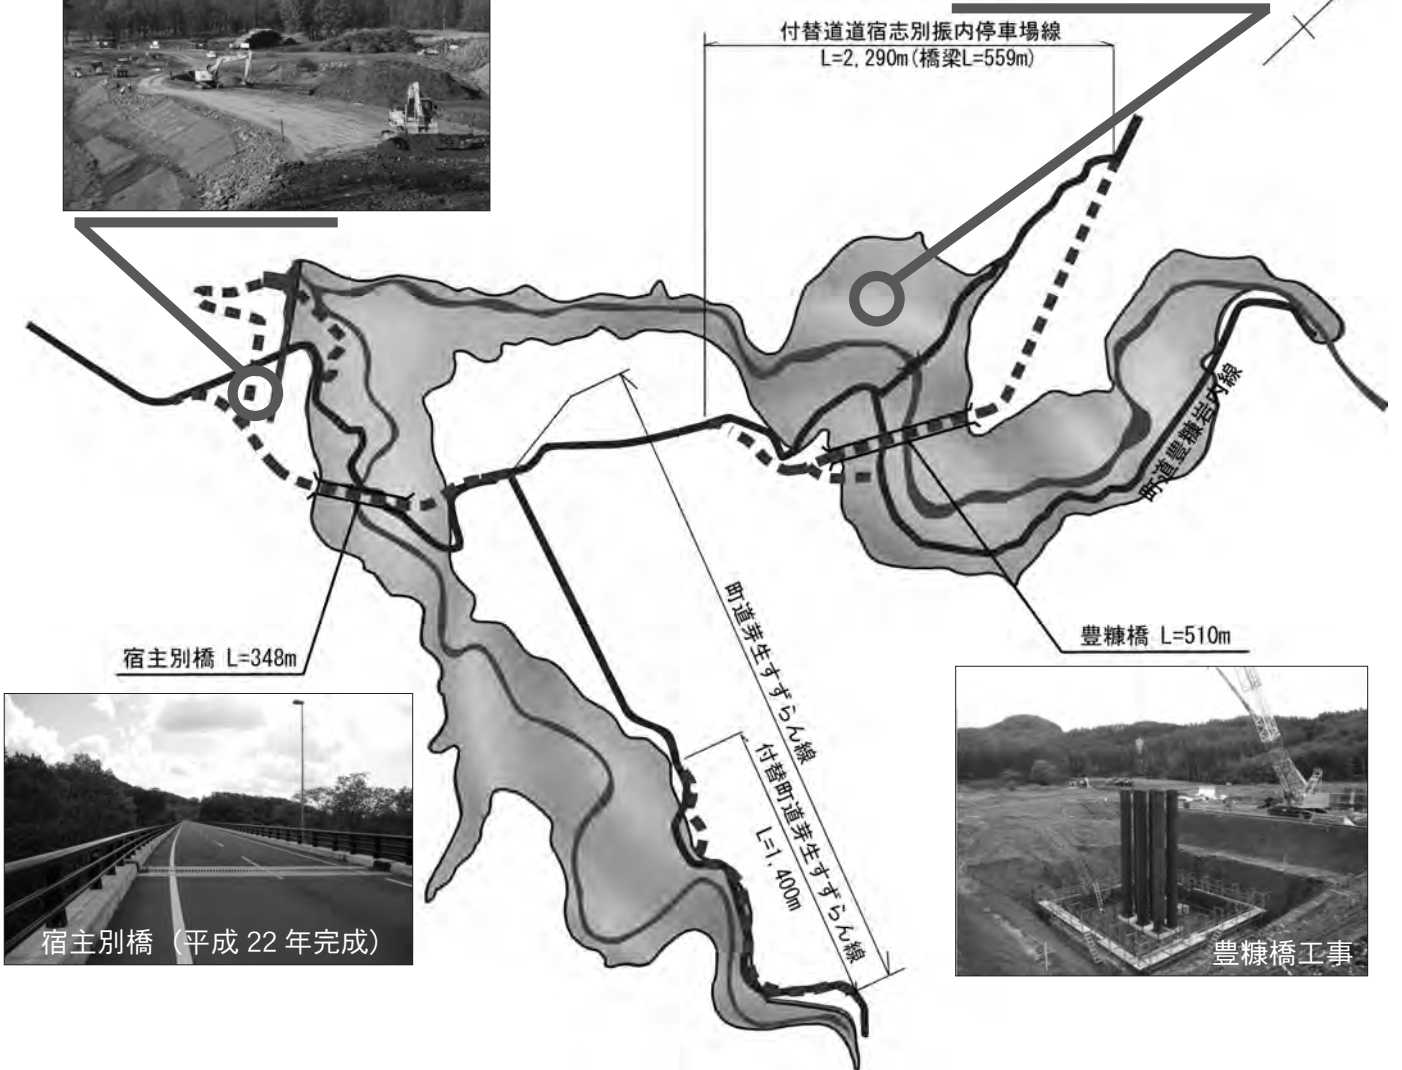 付替道道宿志別振内停車場線
L=2,290m(橋梁L=559m)
町道豊糠岩内線
町道芽生すずらん線
付替町道芽生すずらん線
L=1,400m
宿主別橋 L=348m
豊糠橋 L=510m
宿主別橋(平成22年完成)
豊糠橋工事